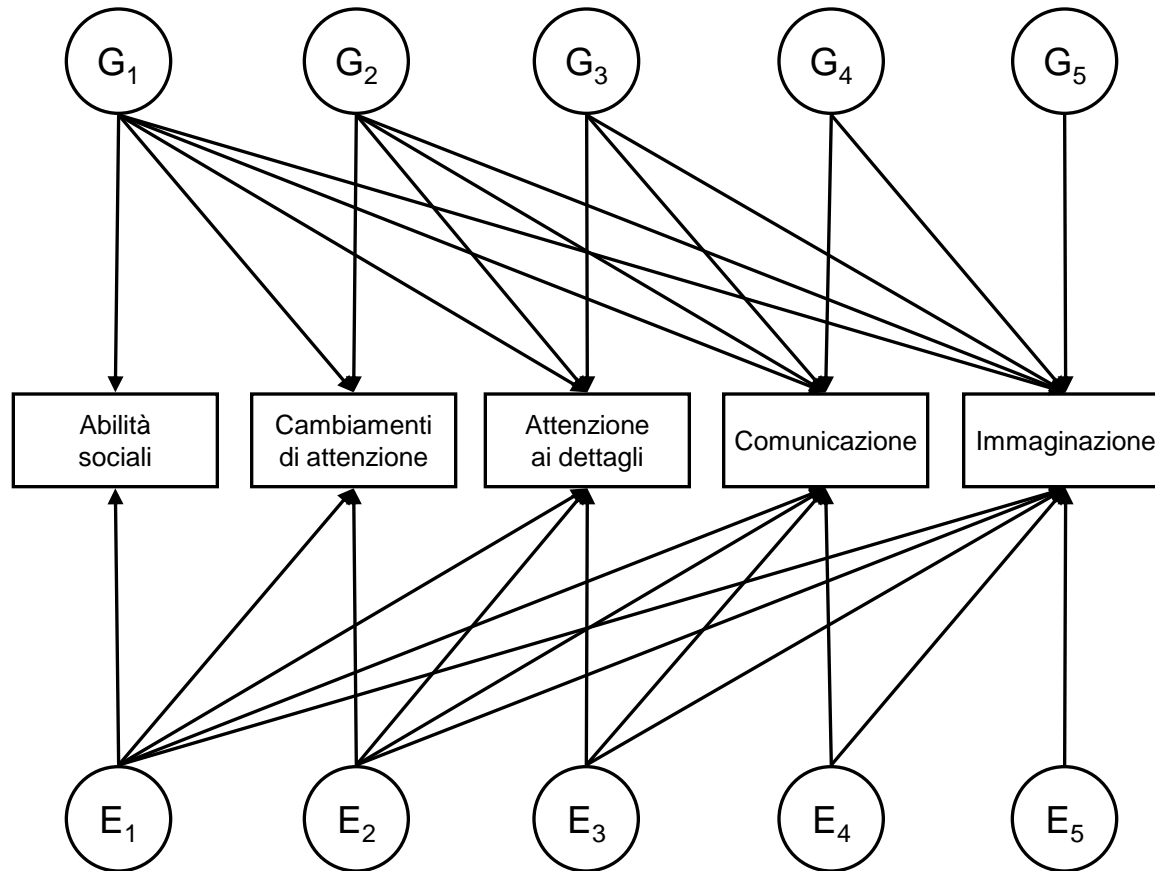 G1 G2 G3 G4 G5
Abilità
sociali
Cambiamenti
di attenzione
Attenzione
ai dettagli
Comunicazione
Immaginazione
E1 E2 E3 E4 E5